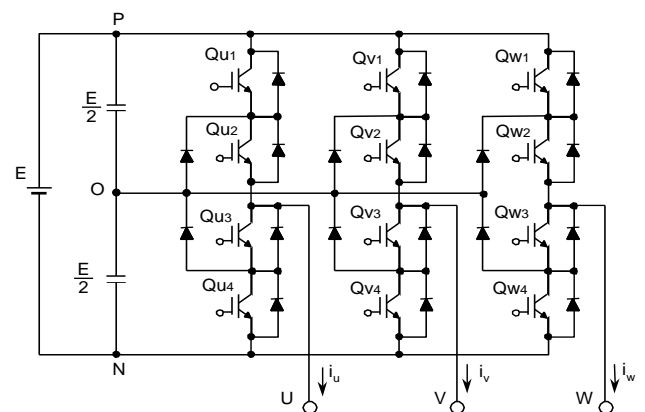 P
Qu1 Qv1 Qw1
E/2
Qu2 Qv2 Qw2
E
O
Qu3 Qv3 Qw3
E/2
Qu4 Qv4 Qw4
N
iu iv iw
U V W